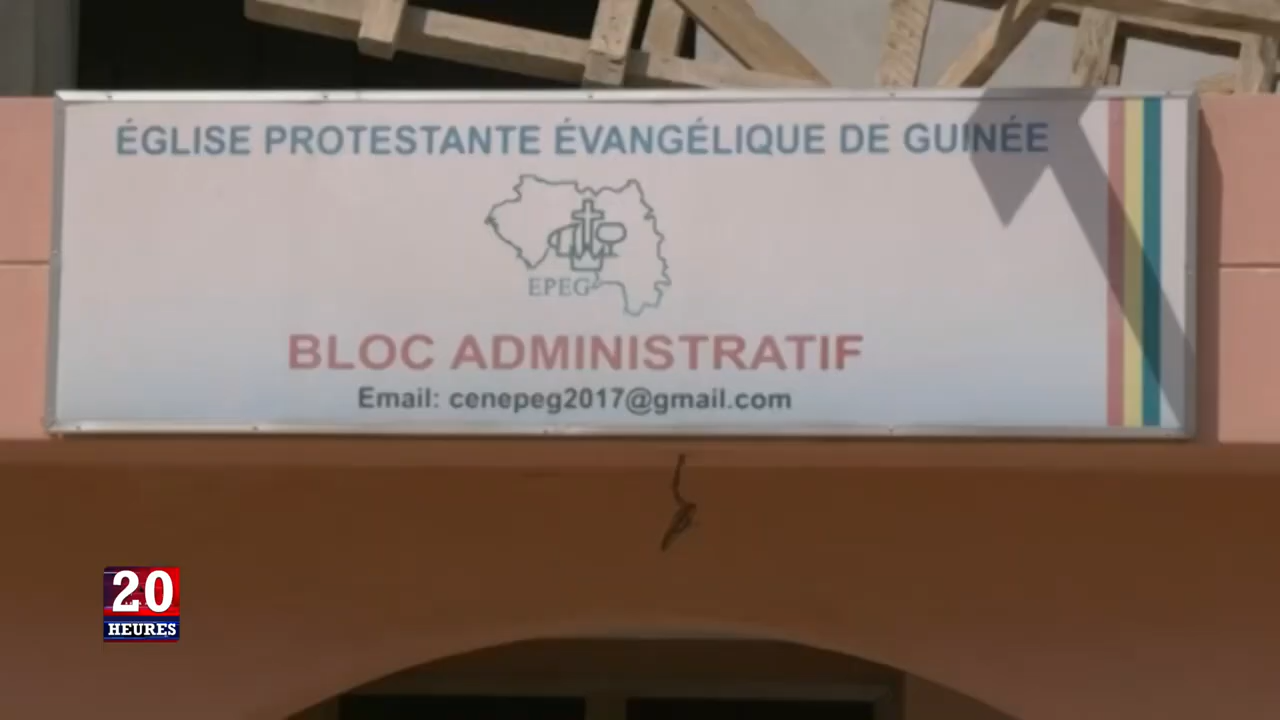 ÉGLISE PROTESTANTE ÉVANGÉLIQUE DE GUINÉE
EPEG
BLOC ADMINISTRATIF
Email: cenepeg2017@gmail.com
20
HEURES